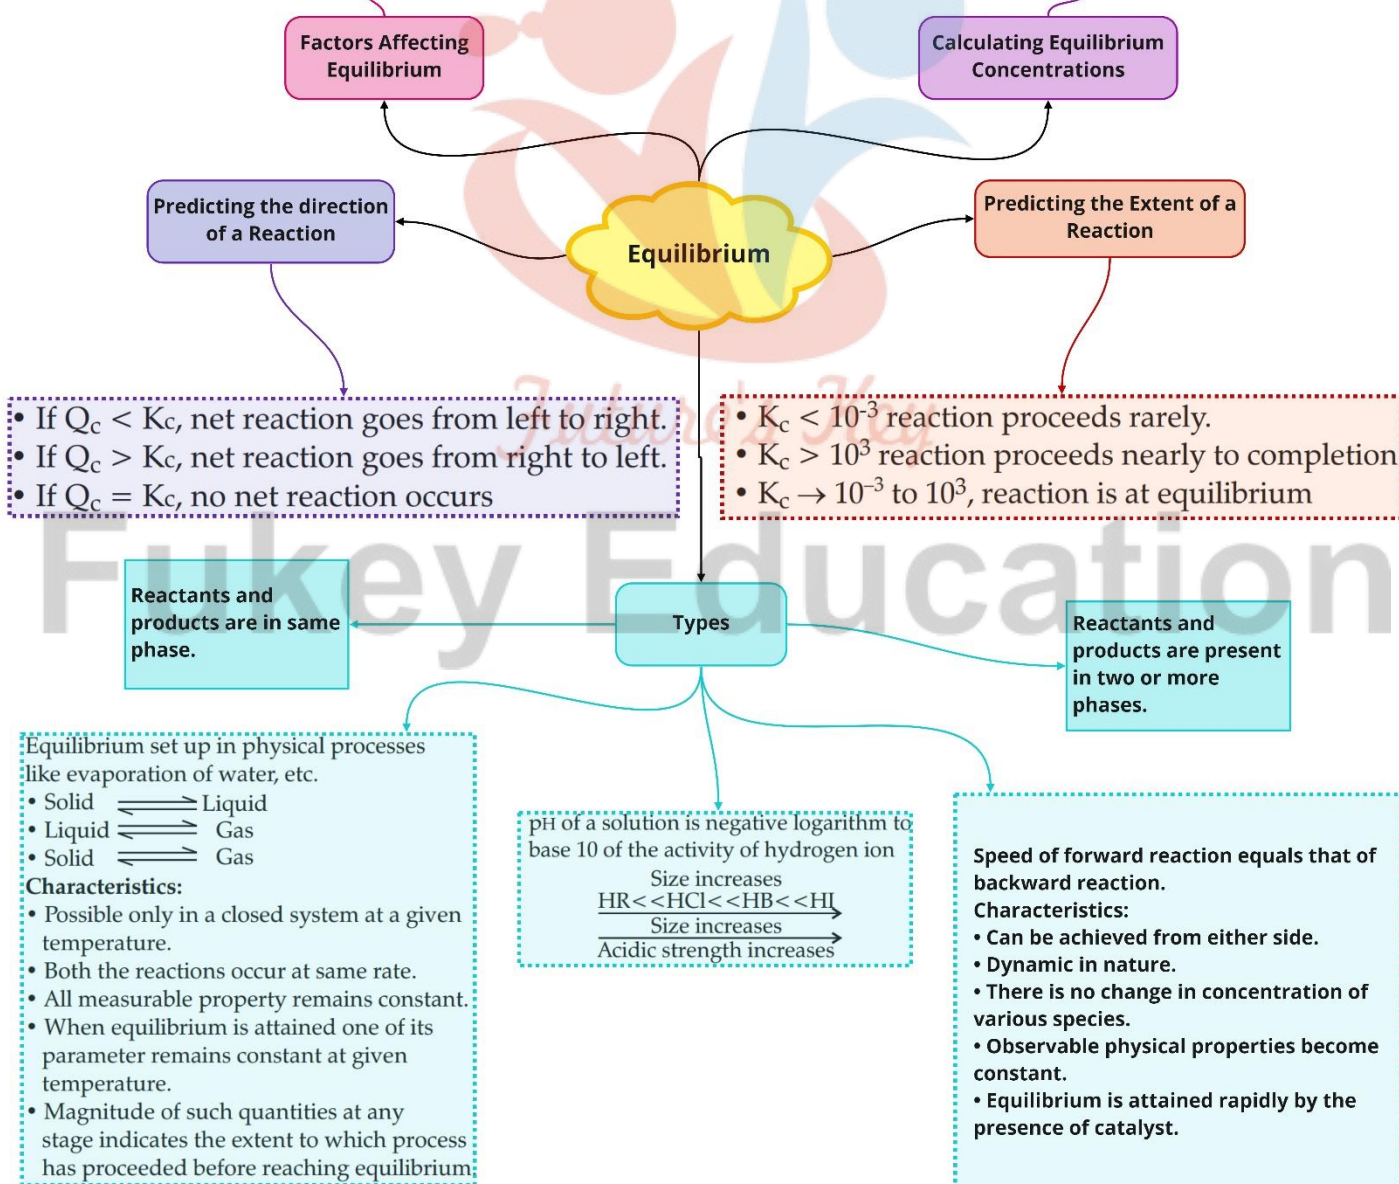 Factors Affecting
Equilibrium
Calculating Equilibrium
Concentrations
Predicting the direction
of a Reaction
Equilibrium
Predicting the Extent of a
Reaction
Future's Key
• If Qc < Kc, net reaction goes from left to right.
• If Qc > Kc, net reaction goes from right to left.
• If Qc = Kc, no net reaction occurs
• Kc < 10⁻³ reaction proceeds rarely.
• Kc > 10³ reaction proceeds nearly to completion
• Kc → 10⁻³ to 10³, reaction is at equilibrium
Fukey Education
Reactants and
products are in same
phase.
Types
Reactants and
products are present
in two or more
phases.
Equilibrium set up in physical processes
like evaporation of water, etc.
• Solid ⇌ Liquid
• Liquid ⇌ Gas
• Solid ⇌ Gas
Characteristics:
• Possible only in a closed system at a given
temperature.
• Both the reactions occur at same rate.
• All measurable property remains constant.
• When equilibrium is attained one of its
parameter remains constant at given
temperature.
• Magnitude of such quantities at any
stage indicates the extent to which process
has proceeded before reaching equilibrium
pH of a solution is negative logarithm to
base 10 of the activity of hydrogen ion
Size increases
HR<<HCl<<HB<<HI
Size increases
Acidic strength increases
Speed of forward reaction equals that of
backward reaction.
Characteristics:
• Can be achieved from either side.
• Dynamic in nature.
• There is no change in concentration of
various species.
• Observable physical properties become
constant.
• Equilibrium is attained rapidly by the
presence of catalyst.